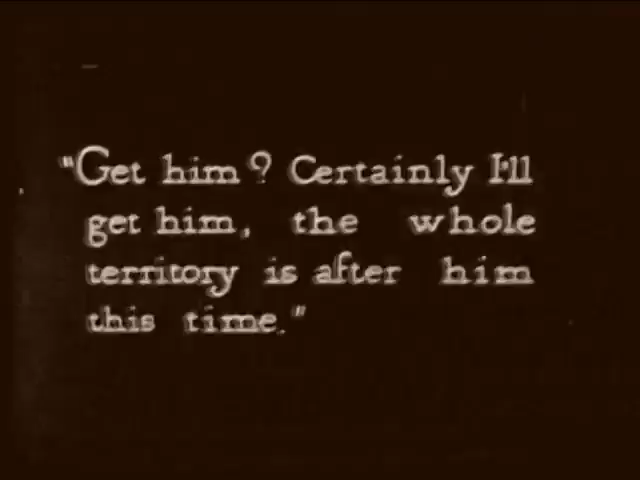 "Get him? Certainly I'll
get him, the whole
territory is after him
this time."